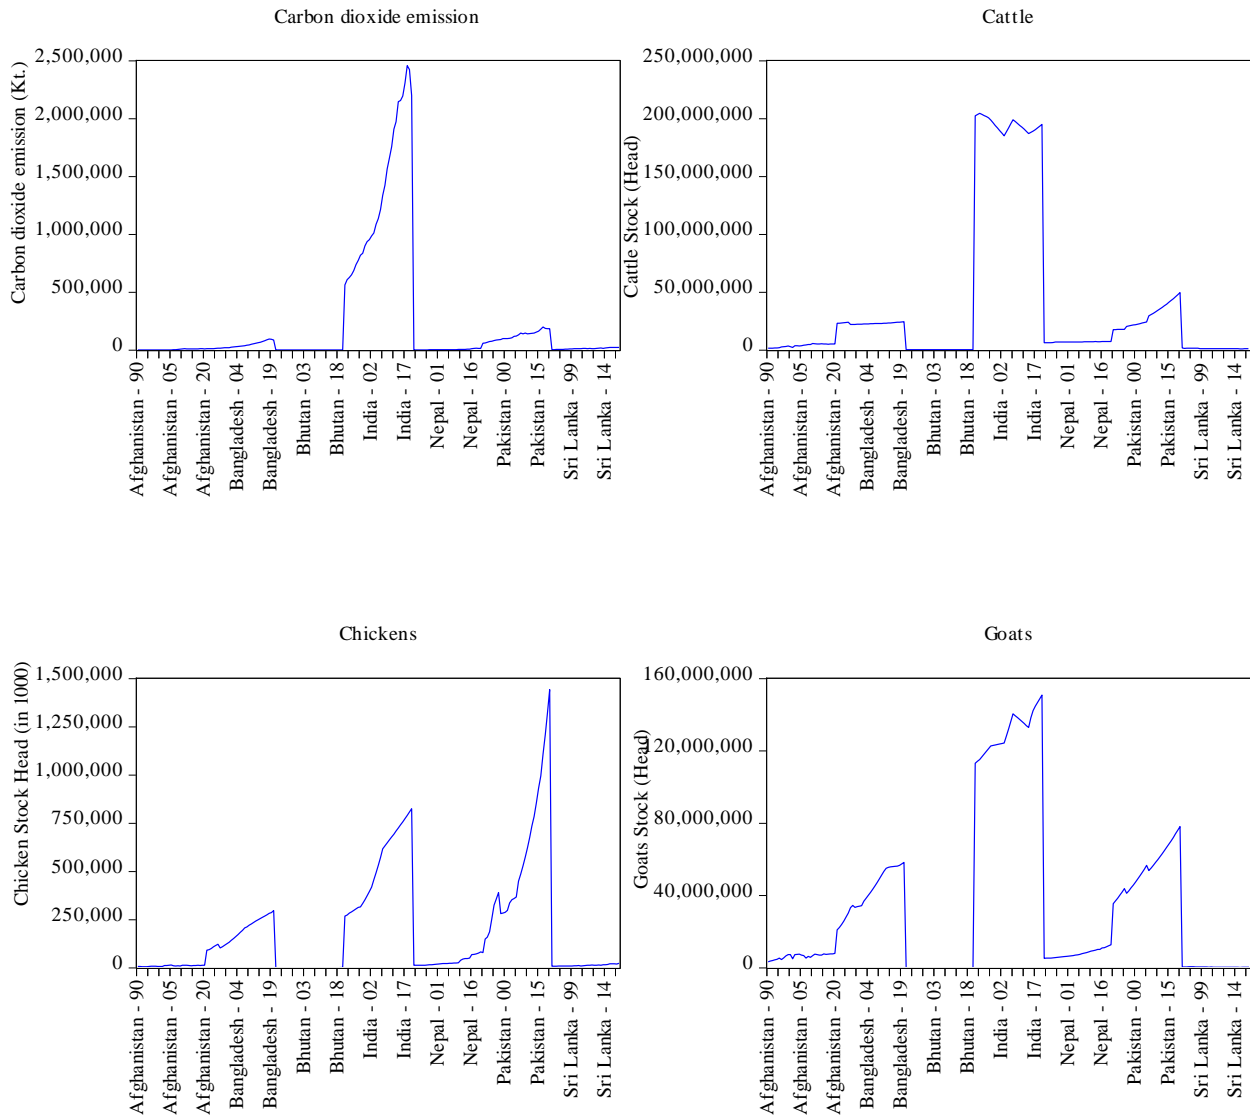 Carbon dioxide emission
Carbon dioxide emission (Kt.)
2,500,000
2,000,000
1,500,000
1,000,000
500,000
0
Afghanistan - 90
Afghanistan - 05
Afghanistan - 20
Bangladesh - 04
Bangladesh - 19
Bhutan - 03
Bhutan - 18
India - 02
India - 17
Nepal - 01
Nepal - 16
Pakistan - 00
Pakistan - 15
Sri Lanka - 99
Sri Lanka - 14
Cattle
Cattle Stock (Head)
250,000,000
200,000,000
150,000,000
100,000,000
50,000,000
0
Afghanistan - 90
Afghanistan - 05
Afghanistan - 20
Bangladesh - 04
Bangladesh - 19
Bhutan - 03
Bhutan - 18
India - 02
India - 17
Nepal - 01
Nepal - 16
Pakistan - 00
Pakistan - 15
Sri Lanka - 99
Sri Lanka - 14
Chickens
Chicken Stock Head (in 1000)
1,500,000
1,250,000
1,000,000
750,000
500,000
250,000
0
Afghanistan - 90
Afghanistan - 05
Afghanistan - 20
Bangladesh - 04
Bangladesh - 19
Bhutan - 03
Bhutan - 18
India - 02
India - 17
Nepal - 01
Nepal - 16
Pakistan - 00
Pakistan - 15
Sri Lanka - 99
Sri Lanka - 14
Goats
Goats Stock (Head)
160,000,000
120,000,000
80,000,000
40,000,000
0
Afghanistan - 90
Afghanistan - 05
Afghanistan - 20
Bangladesh - 04
Bangladesh - 19
Bhutan - 03
Bhutan - 18
India - 02
India - 17
Nepal - 01
Nepal - 16
Pakistan - 00
Pakistan - 15
Sri Lanka - 99
Sri Lanka - 14